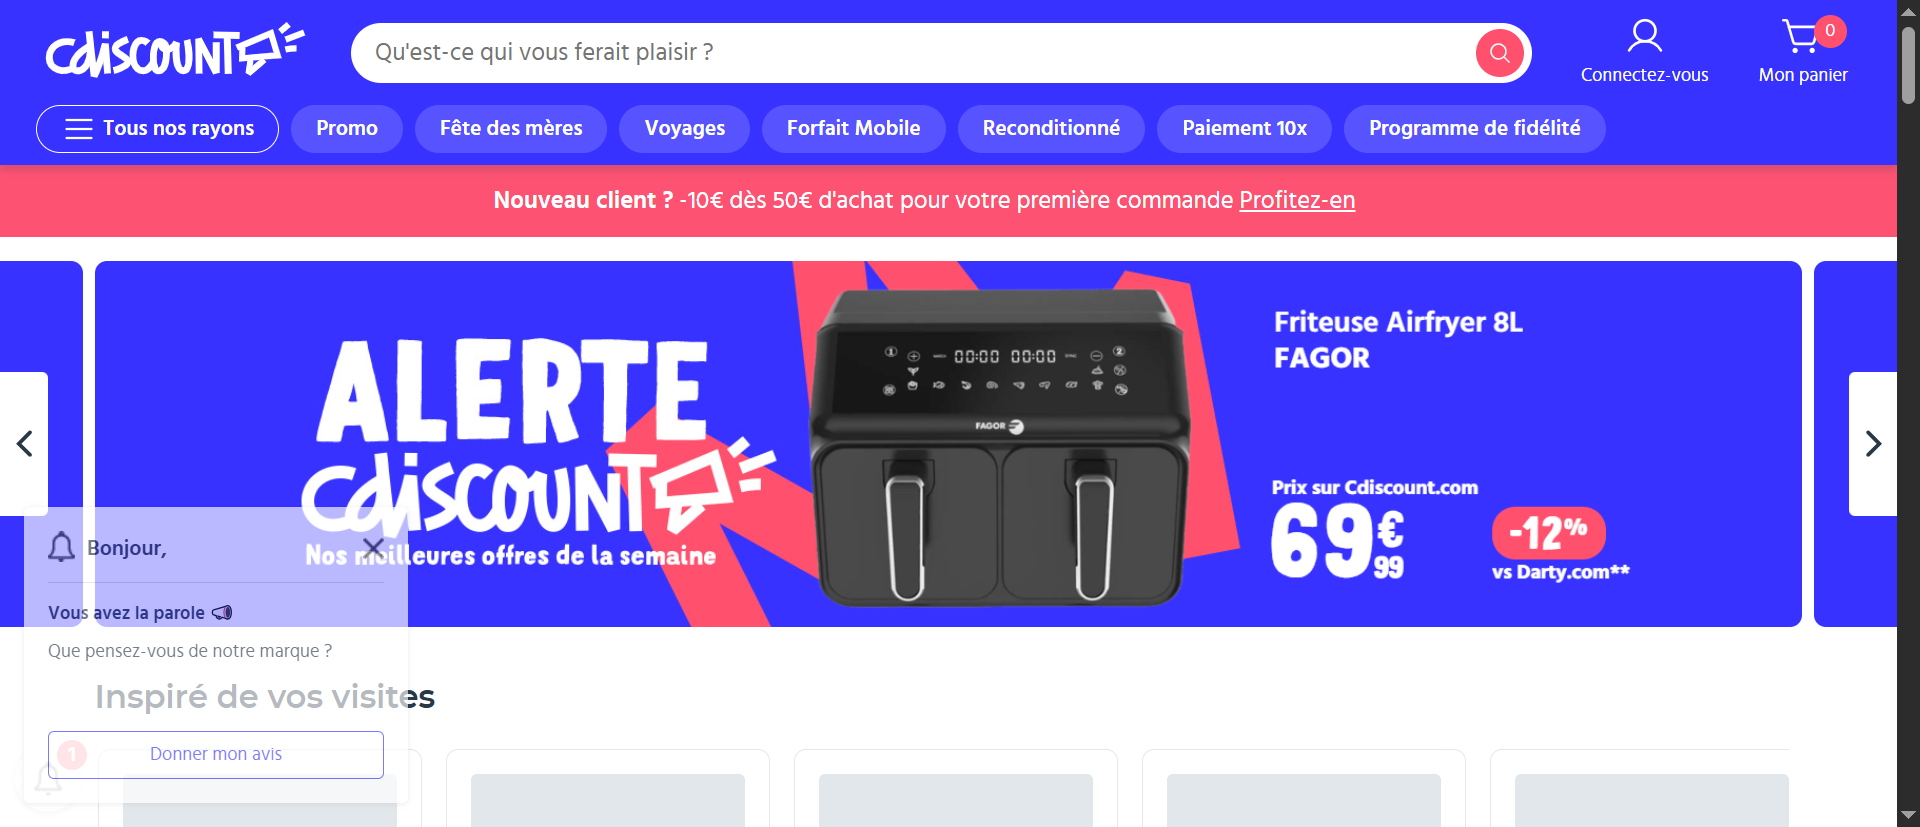 cdiscount
Qu'est-ce qui vous ferait plaisir ?
Connectez-vous
0
Mon panier
Tous nos rayons
Promo
Fête des mères
Voyages
Forfait Mobile
Reconditionné
Paiement 10x
Programme de fidélité
Nouveau client ? -10€ dès 50€ d'achat pour votre première commande Profitez-en
ALERTE
cdiscount
Nos meilleures offres de la semaine
1
00:00 00:00
2
FAGOR
Friteuse Airfryer 8L
FAGOR
Prix sur Cdiscount.com
69€99
-12%
vs Darty.com**
Bonjour,
Vous avez la parole
Que pensez-vous de notre marque ?
Inspiré de vos visites
Donner mon avis
1